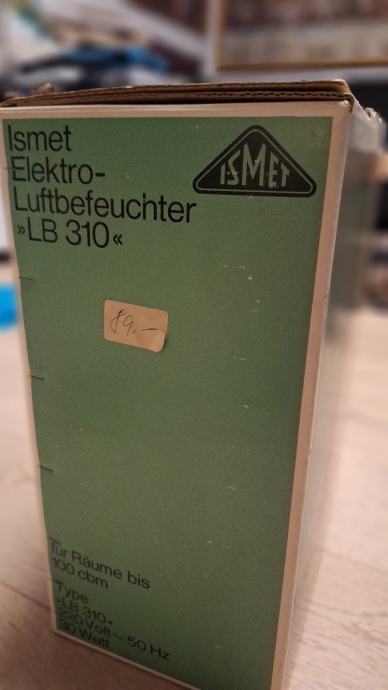 Ismet
Elektro-
Luftbefeuchter
»LB 310«
ISMET
89.-
für Räume bis
100 cbm
Type
»LB 310«
220 Volt ~ 50 Hz
30 Watt